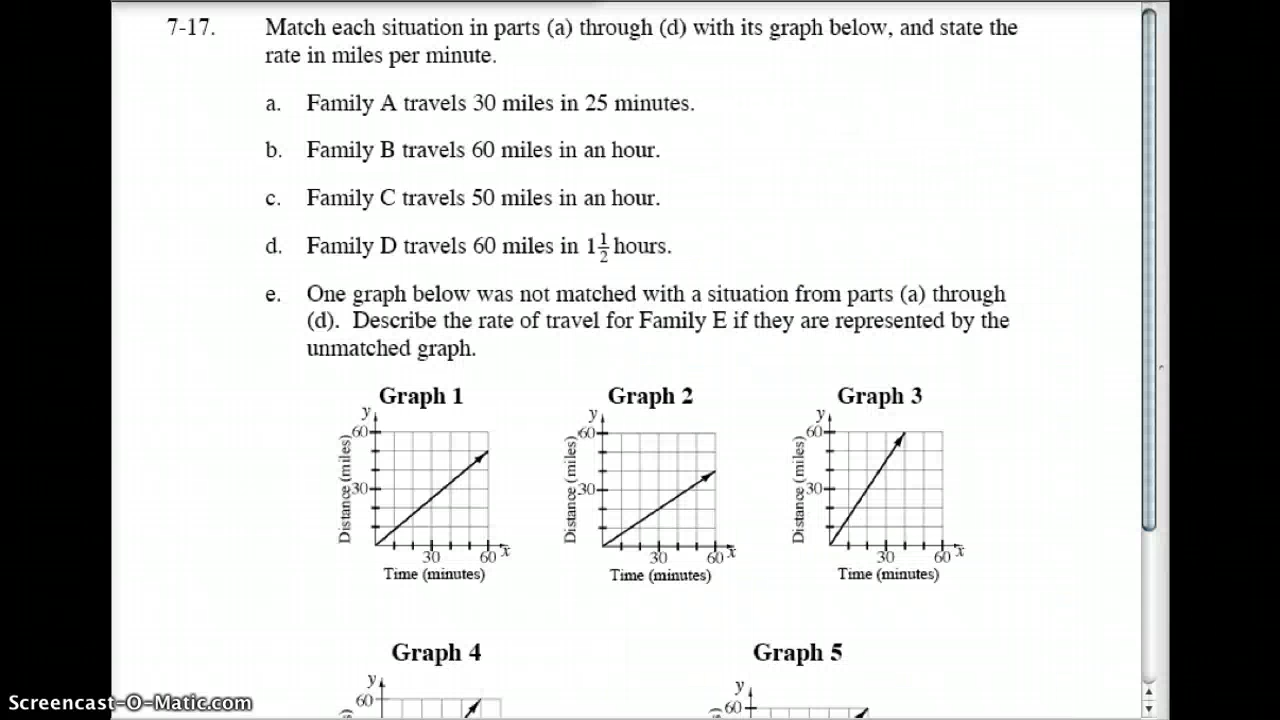 7-17. Match each situation in parts (a) through (d) with its graph below, and state the
rate in miles per minute.
a. Family A travels 30 miles in 25 minutes.
b. Family B travels 60 miles in an hour.
c. Family C travels 50 miles in an hour.
d. Family D travels 60 miles in 1 1/2 hours.
e. One graph below was not matched with a situation from parts (a) through
(d). Describe the rate of travel for Family E if they are represented by the
unmatched graph.
Graph 1
y
60
30
Distance (miles)
30 60 x
Time (minutes)
Graph 2
y
60
30
Distance (miles)
30 60 x
Time (minutes)
Graph 3
y
60
30
Distance (miles)
30 60 x
Time (minutes)
Graph 4
y
60
Graph 5
y
60
Screencast-O-Matic.com